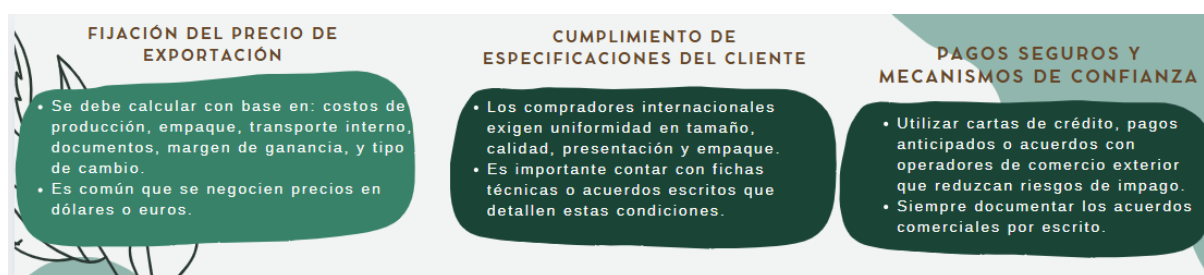 FIJACIÓN DEL PRECIO DE
EXPORTACIÓN
• Se debe calcular con base en: costos de
producción, empaque, transporte interno,
documentos, margen de ganancia, y tipo
de cambio.
• Es común que se negocien precios en
dólares o euros.
CUMPLIMIENTO DE
ESPECIFICACIONES DEL CLIENTE
• Los compradores internacionales
exigen uniformidad en tamaño,
calidad, presentación y empaque.
• Es importante contar con fichas
técnicas o acuerdos escritos que
detallen estas condiciones.
PAGOS SEGUROS Y
MECANISMOS DE CONFIANZA
• Utilizar cartas de crédito, pagos
anticipados o acuerdos con
operadores de comercio exterior
que reduzcan riesgos de impago.
• Siempre documentar los acuerdos
comerciales por escrito.